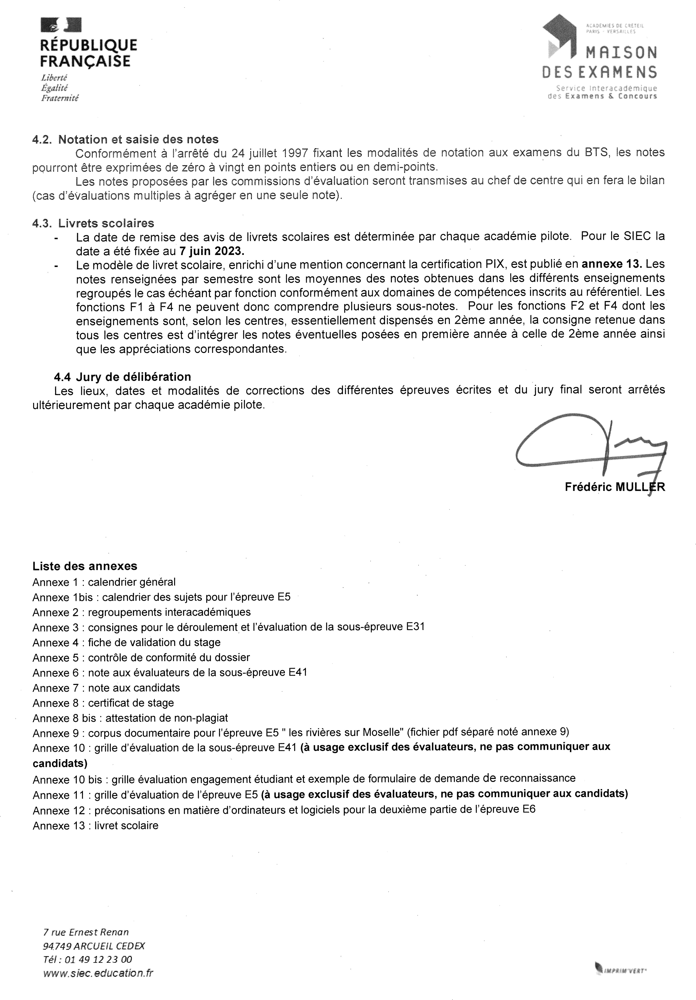 RÉPUBLIQUE
FRANÇAISE
Liberté
Égalité
Fraternité
ACADÉMIES DE CRÉTEIL
PARIS - VERSAILLES
MAISON
DES EXAMENS
Service Interacadémique
des Examens & Concours
4.2. Notation et saisie des notes
Conformément à l'arrêté du 24 juillet 1997 fixant les modalités de notation aux examens du BTS, les notes
pourront être exprimées de zéro à vingt en points entiers ou en demi-points.
Les notes proposées par les commissions d'évaluation seront transmises au chef de centre qui en fera le bilan
(cas d'évaluations multiples à agréger en une seule note).
4.3. Livrets scolaires
- La date de remise des avis de livrets scolaires est déterminée par chaque académie pilote. Pour le SIEC la
date a été fixée au 7 juin 2023.
- Le modèle de livret scolaire, enrichi d'une mention concernant la certification PIX, est publié en annexe 13. Les
notes renseignées par semestre sont les moyennes des notes obtenues dans les différents enseignements
regroupés le cas échéant par fonction conformément aux domaines de compétences inscrits au référentiel. Les
fonctions F1 à F4 ne peuvent donc comprendre plusieurs sous-notes. Pour les fonctions F2 et F4 dont les
enseignements sont, selon les centres, essentiellement dispensés en 2ème année, la consigne retenue dans
tous les centres est d'intégrer les notes éventuelles posées en première année à celle de 2ème année ainsi
que les appréciations correspondantes.
4.4 Jury de délibération
Les lieux, dates et modalités de corrections des différentes épreuves écrites et du jury final seront arrêtés
ultérieurement par chaque académie pilote.
Frédéric MULLER
Liste des annexes
Annexe 1 : calendrier général
Annexe 1bis : calendrier des sujets pour l'épreuve E5
Annexe 2 : regroupements interacadémiques
Annexe 3 : consignes pour le déroulement et l'évaluation de la sous-épreuve E31
Annexe 4 : fiche de validation du stage
Annexe 5 : contrôle de conformité du dossier
Annexe 6 : note aux évaluateurs de la sous-épreuve E41
Annexe 7 : note aux candidats
Annexe 8 : certificat de stage
Annexe 8 bis : attestation de non-plagiat
Annexe 9 : corpus documentaire pour l'épreuve E5 " les rivières sur Moselle" (fichier pdf séparé noté annexe 9)
Annexe 10 : grille d'évaluation de la sous-épreuve E41 (à usage exclusif des évaluateurs, ne pas communiquer aux
candidats)
Annexe 10 bis : grille évaluation engagement étudiant et exemple de formulaire de demande de reconnaissance
Annexe 11 : grille d'évaluation de l'épreuve E5 (à usage exclusif des évaluateurs, ne pas communiquer aux candidats)
Annexe 12 : préconisations en matière d'ordinateurs et logiciels pour la deuxième partie de l'épreuve E6
Annexe 13 : livret scolaire
7 rue Ernest Renan
94749 ARCUEIL CEDEX
Tél : 01 49 12 23 00
www.siec.education.fr
IMPRIM'VERT